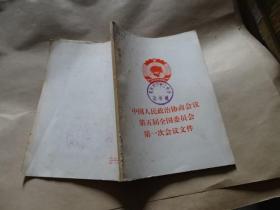 中国人民政治协商会议
第五届全国委员会
第一次会议文件